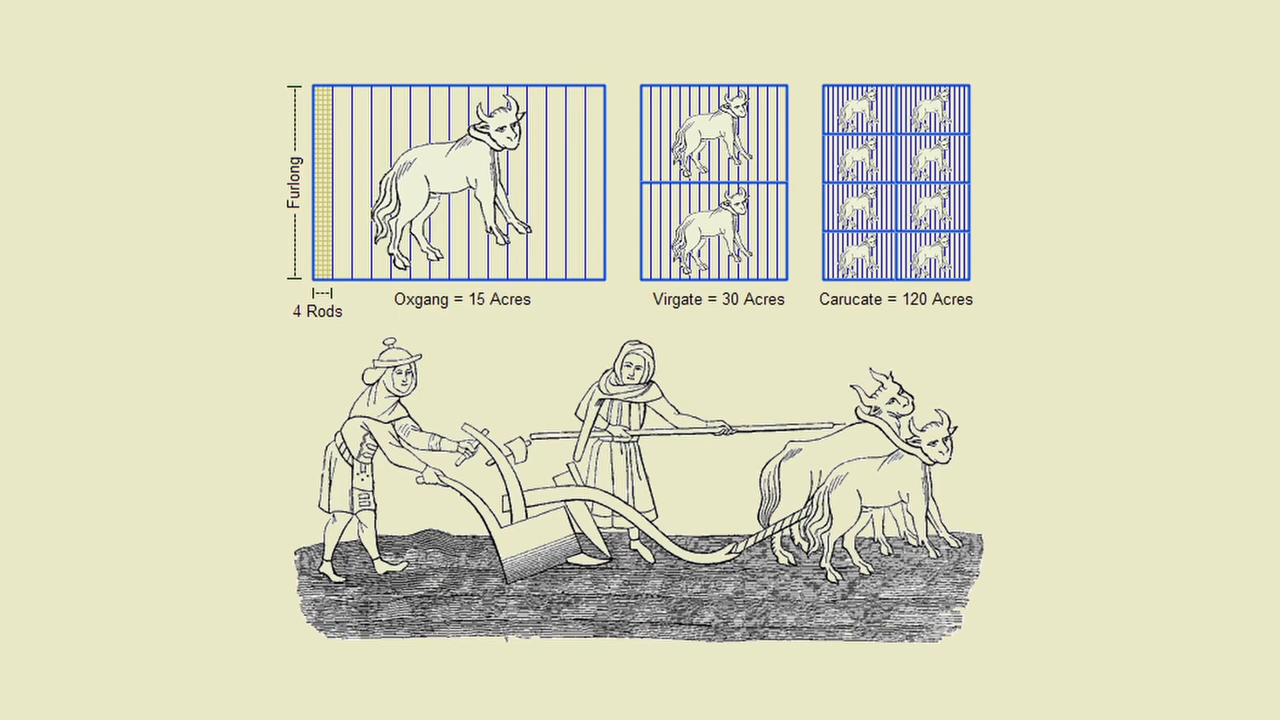 Furlong
4 Rods
Oxgang = 15 Acres
Virgate = 30 Acres
Carucate = 120 Acres